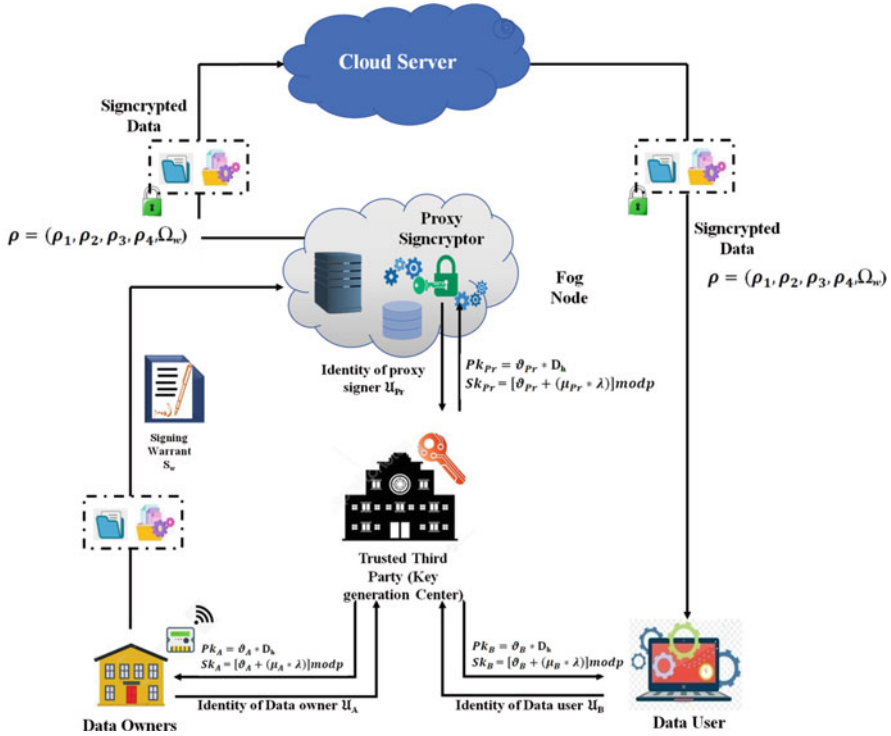 Cloud Server
Signcrypted
Data
ρ = (ρ₁, ρ₂, ρ₃, ρ₄, Ω_w)
Proxy
Signcryptor
Fog
Node
Signcrypted
Data
ρ = (ρ₁, ρ₂, ρ₃, ρ₄, Ω_w)
Identity of proxy
signer 𝔘_Pr
Pk_Pr = ϑ_Pr * D_h
Sk_Pr = [ϑ_Pr + (μ_Pr * λ)]modp
Signing
Warrant
S_w
Trusted Third
Party (Key
generation Center)
Pk_A = ϑ_A * D_h
Sk_A = [ϑ_A + (μ_A * λ)]modp
Pk_B = ϑ_B * D_h
Sk_B = [ϑ_B + (μ_B * λ)]modp
Identity of Data owner 𝔘_A
Identity of Data user 𝔘_B
Data Owners
Data User